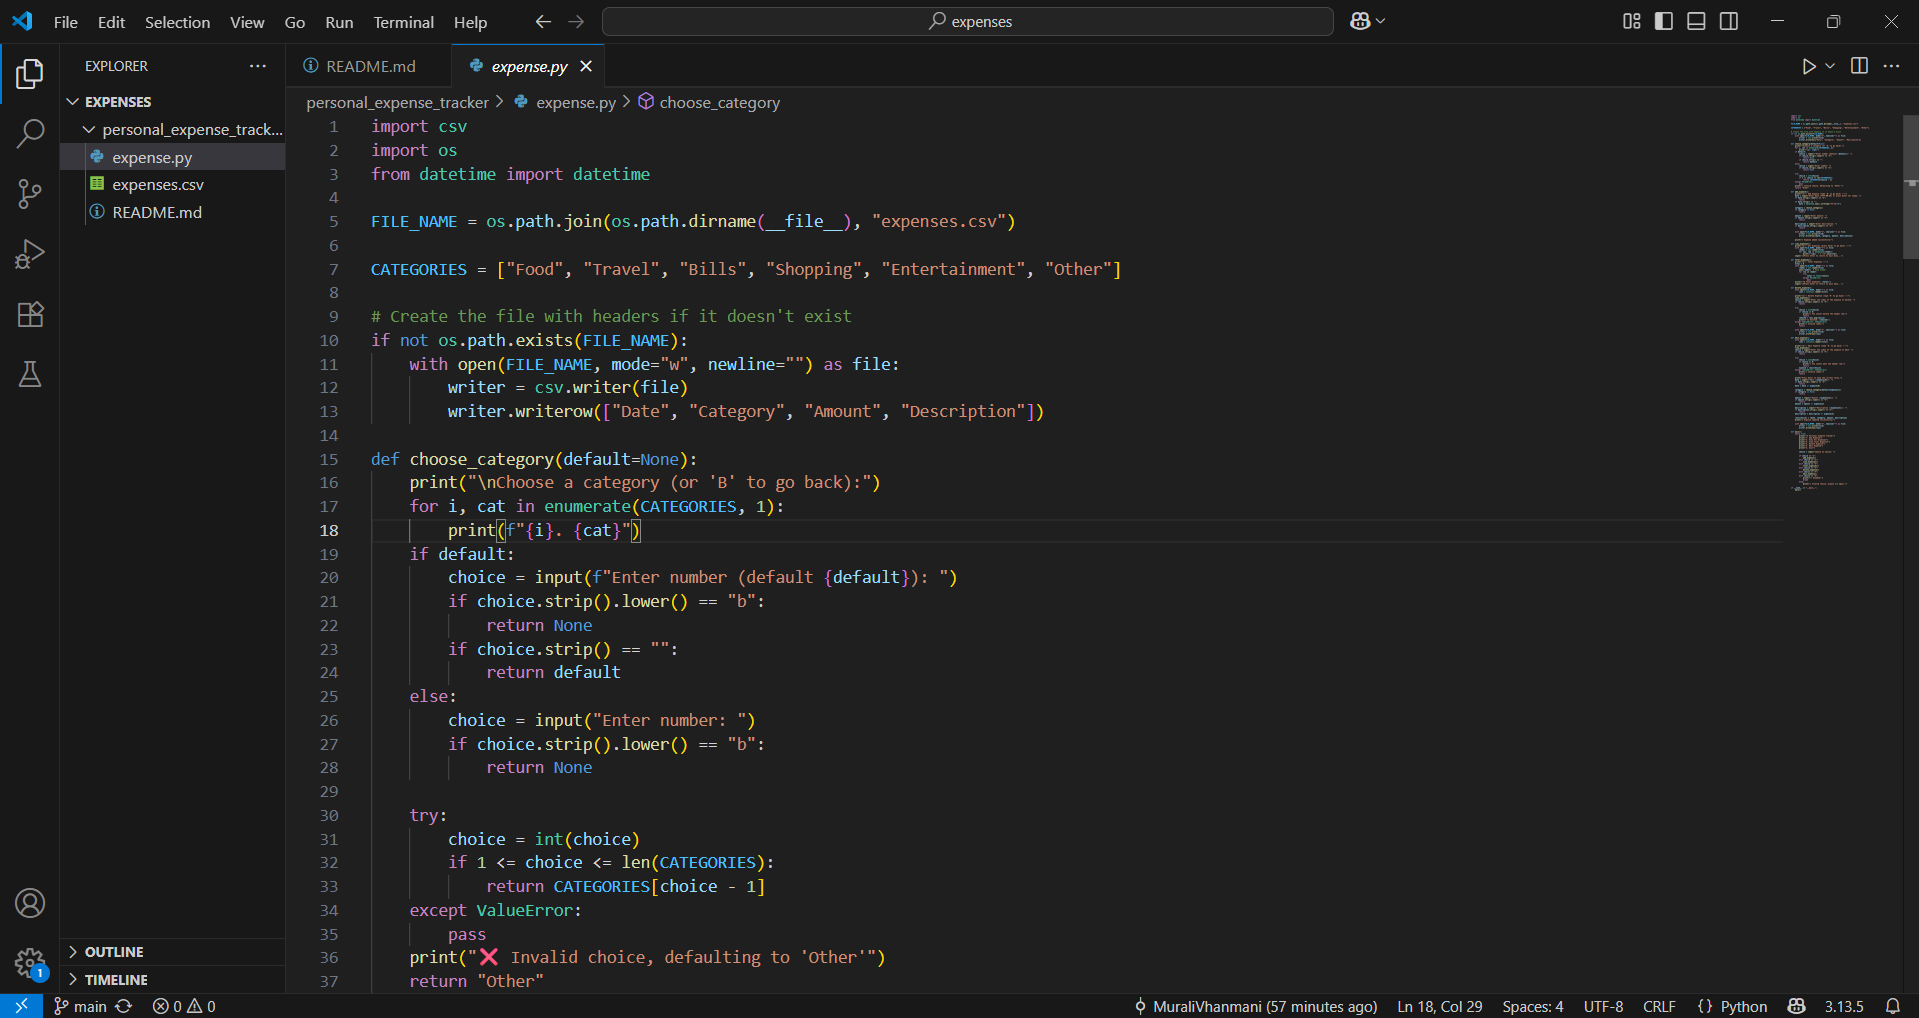 File Edit Selection View Go Run Terminal Help
expenses
EXPLORER
README.md
expense.py
EXPENSES
personal_expense_track...
expense.py
expenses.csv
README.md
personal_expense_tracker > expense.py > choose_category
1 import csv
2 import os
3 from datetime import datetime
4
5 FILE_NAME = os.path.join(os.path.dirname(__file__), "expenses.csv")
6
7 CATEGORIES = ["Food", "Travel", "Bills", "Shopping", "Entertainment", "Other"]
8
9 # Create the file with headers if it doesn't exist
10 if not os.path.exists(FILE_NAME):
11     with open(FILE_NAME, mode="w", newline="") as file:
12         writer = csv.writer(file)
13         writer.writerow(["Date", "Category", "Amount", "Description"])
14
15 def choose_category(default=None):
16     print("\nChoose a category (or 'B' to go back):")
17     for i, cat in enumerate(CATEGORIES, 1):
18         print(f"{i}. {cat}")
19     if default:
20         choice = input(f"Enter number (default {default}): ")
21         if choice.strip().lower() == "b":
22             return None
23         if choice.strip() == "":
24             return default
25     else:
26         choice = input("Enter number: ")
27         if choice.strip().lower() == "b":
28             return None
29
30     try:
31         choice = int(choice)
32         if 1 <= choice <= len(CATEGORIES):
33             return CATEGORIES[choice - 1]
34     except ValueError:
35         pass
36     print("❌ Invalid choice, defaulting to 'Other'")
37     return "Other"
OUTLINE
TIMELINE
1
main
0 0
MuraliVhanmani (57 minutes ago)
Ln 18, Col 29
Spaces: 4
UTF-8
CRLF
{} Python
3.13.5